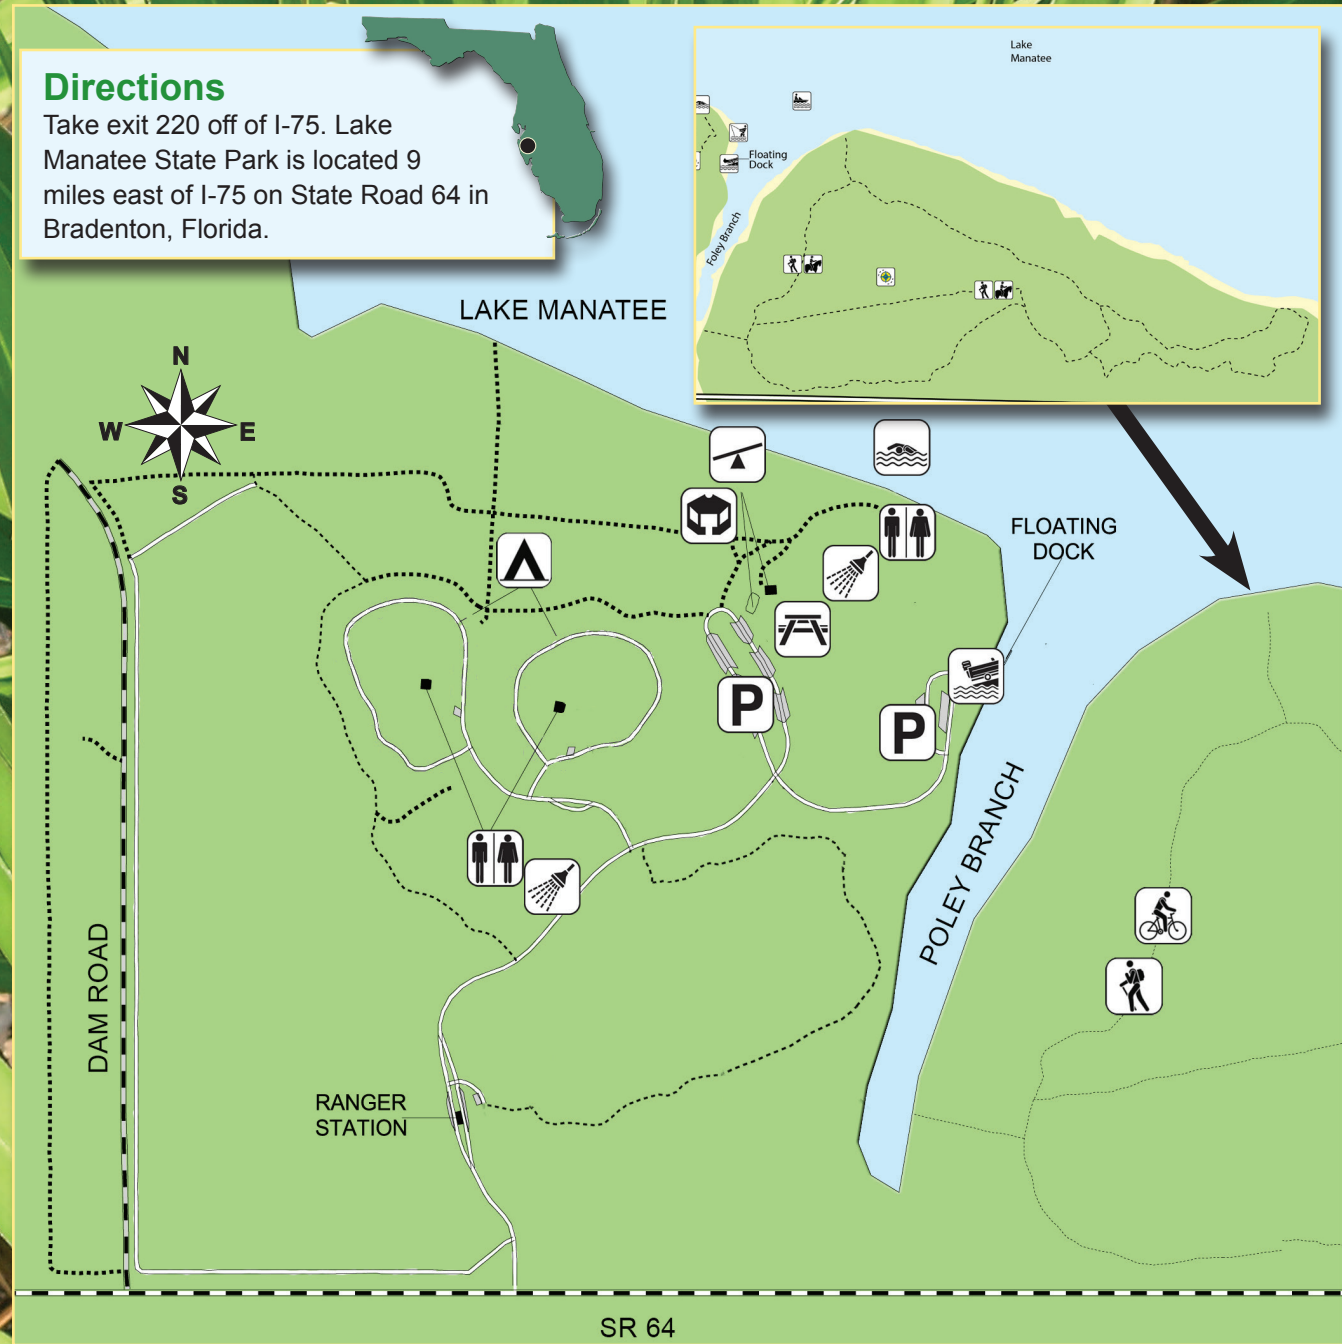 Directions
Take exit 220 off of I-75. Lake
Manatee State Park is located 9
miles east of I-75 on State Road 64 in
Bradenton, Florida.
Lake
Manatee
Floating
Dock
Foley Branch
LAKE MANATEE
N
W
E
S
FLOATING
DOCK
P
P
POLEY BRANCH
DAM ROAD
RANGER
STATION
SR 64